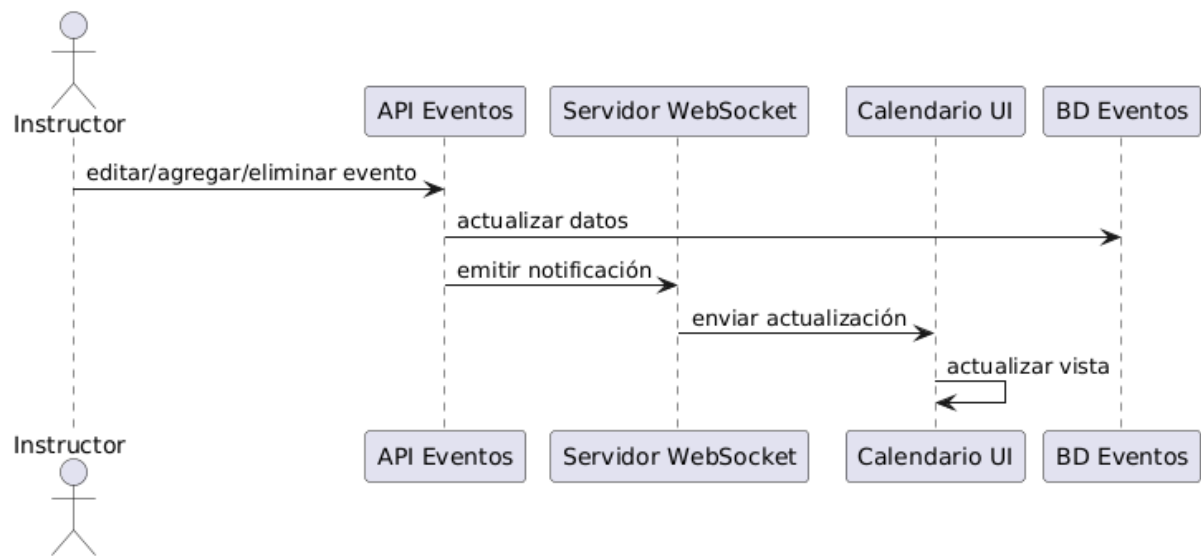 Instructor
API Eventos
Servidor WebSocket
Calendario UI
BD Eventos
editar/agregar/eliminar evento
actualizar datos
emitir notificación
enviar actualización
actualizar vista
Instructor
API Eventos
Servidor WebSocket
Calendario UI
BD Eventos